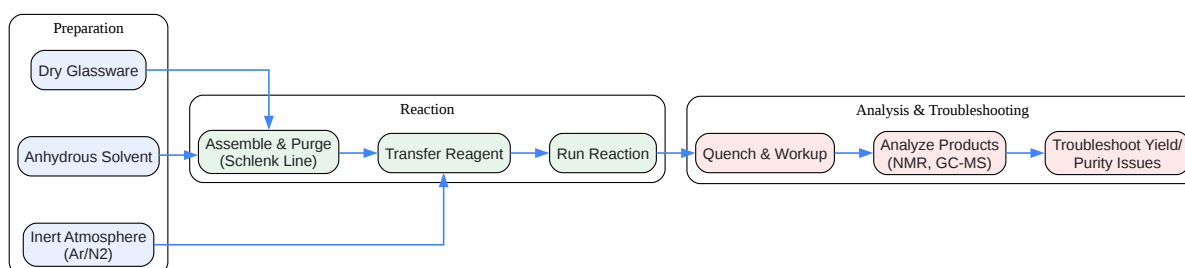 Preparation
Dry Glassware
Anhydrous Solvent
Inert Atmosphere
(Ar/N2)
Reaction
Assemble & Purge
(Schlenk Line)
Transfer Reagent
Run Reaction
Analysis & Troubleshooting
Quench & Workup
Analyze Products
(NMR, GC-MS)
Troubleshoot Yield/
Purity Issues